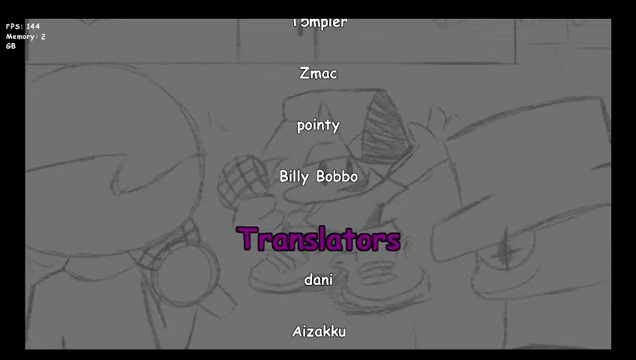 FPS: 144
Memory: 2
GB
Zmac
pointy
Billy Bobbo
Translators
dani
Aizakku